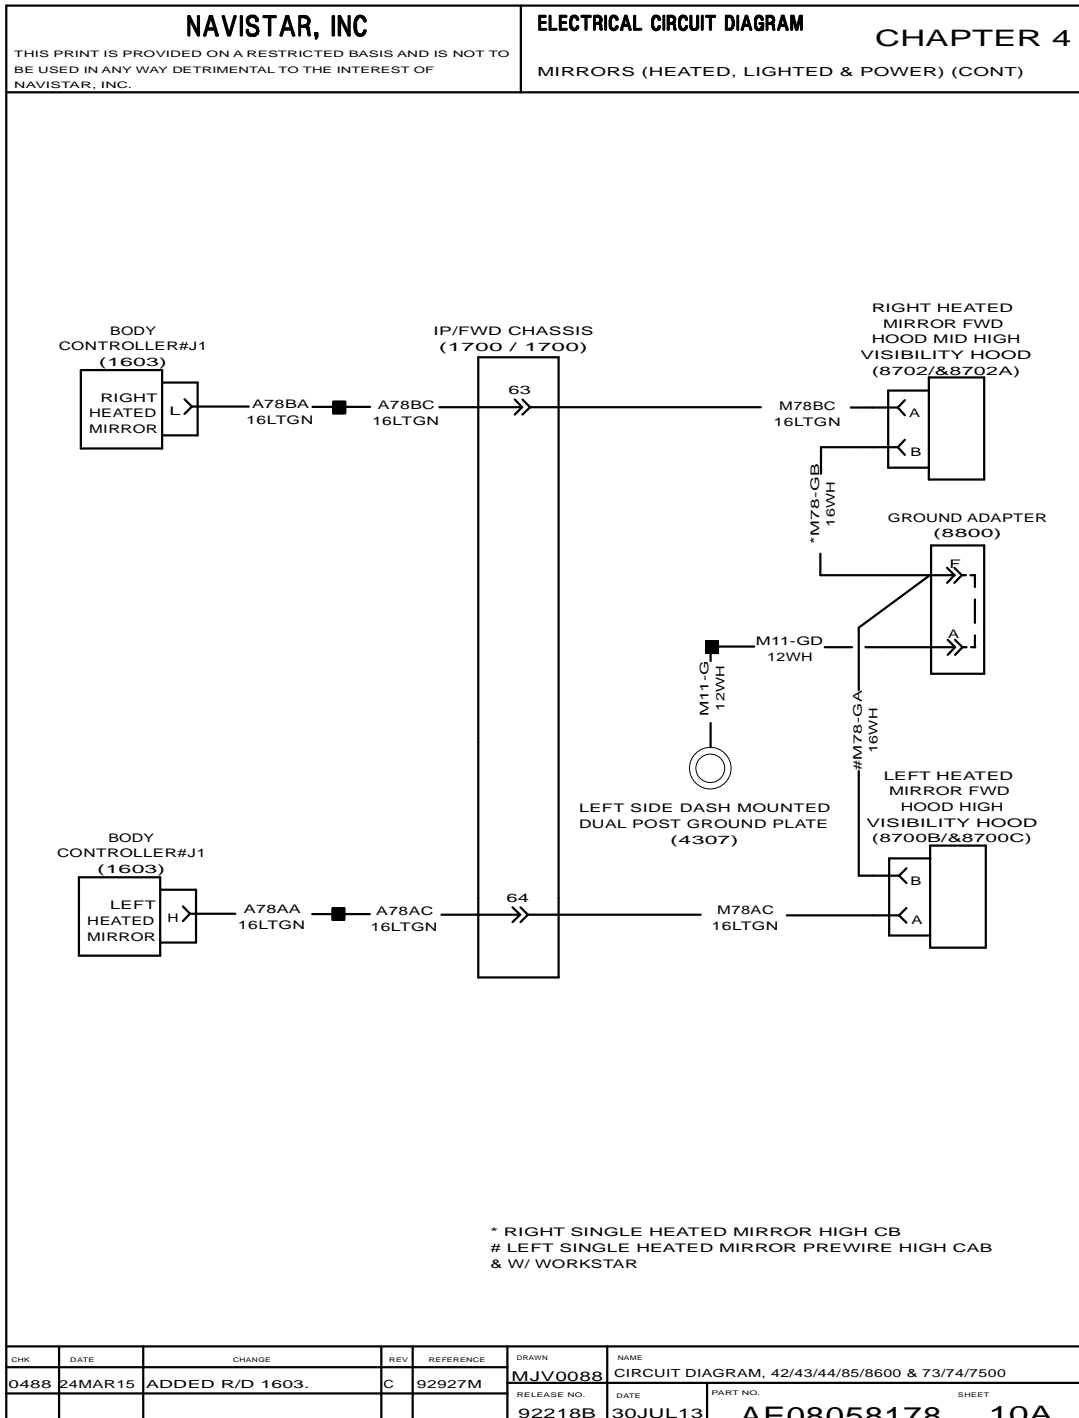 NAVISTAR, INC
THIS PRINT IS PROVIDED ON A RESTRICTED BASIS AND IS NOT TO
BE USED IN ANY WAY DETRIMENTAL TO THE INTEREST OF
NAVISTAR, INC.
ELECTRICAL CIRCUIT DIAGRAM
CHAPTER 4
MIRRORS (HEATED, LIGHTED & POWER) (CONT)
BODY
CONTROLLER#J1
(1603)
RIGHT
HEATED
MIRROR
L
A78BA
16LTGN
A78BC
16LTGN
IP/FWD CHASSIS
(1700 / 1700)
63
M78BC
16LTGN
RIGHT HEATED
MIRROR FWD
HOOD MID HIGH
VISIBILITY HOOD
(8702/&8702A)
A
B
*M78-GB
16WH
GROUND ADAPTER
(8800)
F
A
M11-GD
12WH
M11-G
12WH
#M78-GA
16WH
LEFT SIDE DASH MOUNTED
DUAL POST GROUND PLATE
(4307)
LEFT HEATED
MIRROR FWD
HOOD HIGH
VISIBILITY HOOD
(8700B/&8700C)
B
A
BODY
CONTROLLER#J1
(1603)
LEFT
HEATED
MIRROR
H
A78AA
16LTGN
A78AC
16LTGN
64
M78AC
16LTGN
* RIGHT SINGLE HEATED MIRROR HIGH CB
# LEFT SINGLE HEATED MIRROR PREWIRE HIGH CAB
& W/ WORKSTAR
CHK DATE CHANGE REV REFERENCE
0488 24MAR15 ADDED R/D 1603. C 92927M
DRAWN
MJV0088
NAME
CIRCUIT DIAGRAM, 42/43/44/85/8600 & 73/74/7500
RELEASE NO.
92218B
DATE
30JUL13
PART NO.
AE08058178
SHEET
10A